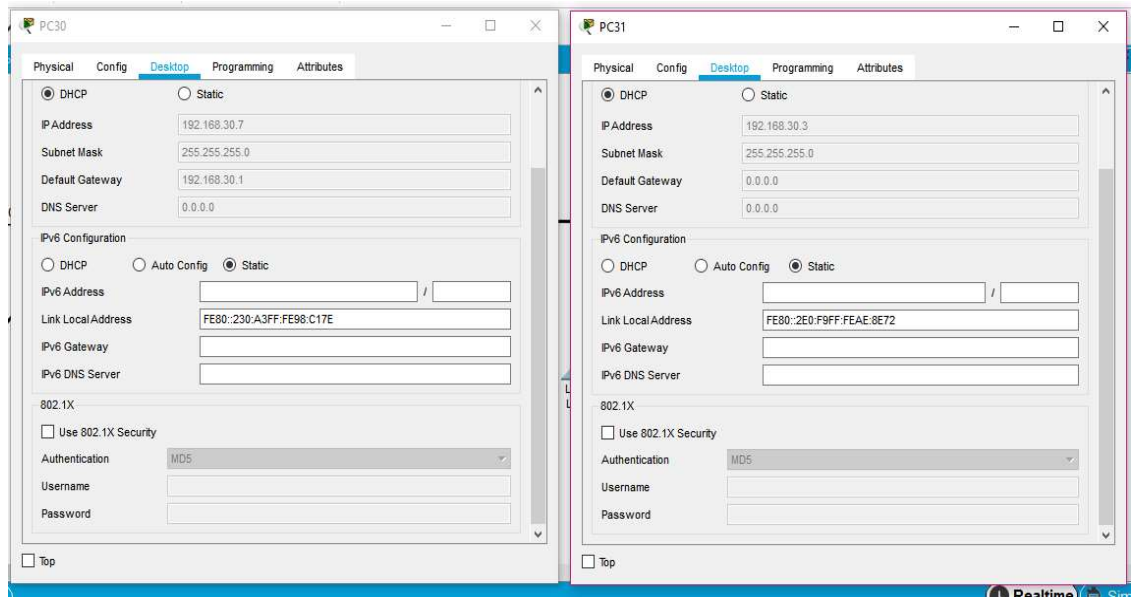 PC30
Physical Config Desktop Programming Attributes
DHCP Static
IP Address 192.168.30.7
Subnet Mask 255.255.255.0
Default Gateway 192.168.30.1
DNS Server 0.0.0.0
IPv6 Configuration
DHCP Auto Config Static
IPv6 Address /
Link Local Address FE80::230:A3FF:FE98:C17E
IPv6 Gateway
IPv6 DNS Server
802.1X
Use 802.1X Security
Authentication MD5
Username
Password
Top
PC31
Physical Config Desktop Programming Attributes
DHCP Static
IP Address 192.168.30.3
Subnet Mask 255.255.255.0
Default Gateway 0.0.0.0
DNS Server 0.0.0.0
IPv6 Configuration
DHCP Auto Config Static
IPv6 Address /
Link Local Address FE80::2E0:F9FF:FEAE:8E72
IPv6 Gateway
IPv6 DNS Server
802.1X
Use 802.1X Security
Authentication MD5
Username
Password
Top
Realtime